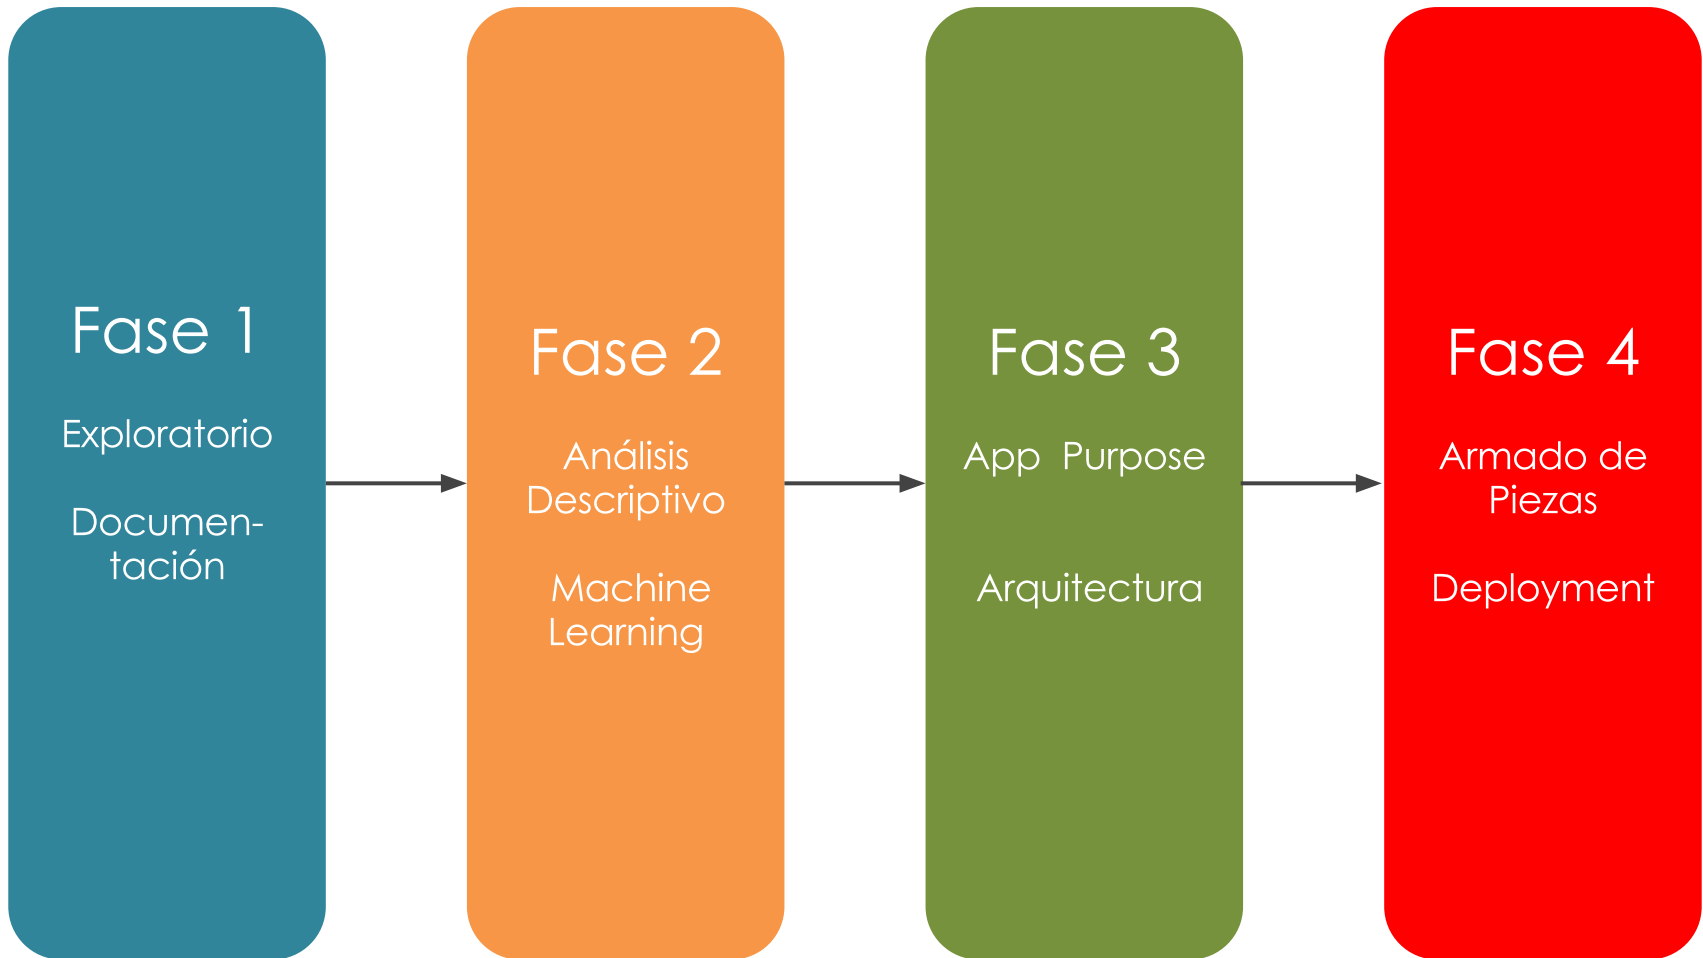 Fase 1
Exploratorio
Documen-
tación
Fase 2
Análisis
Descriptivo
Machine
Learning
Fase 3
App Purpose
Arquitectura
Fase 4
Armado de
Piezas
Deployment